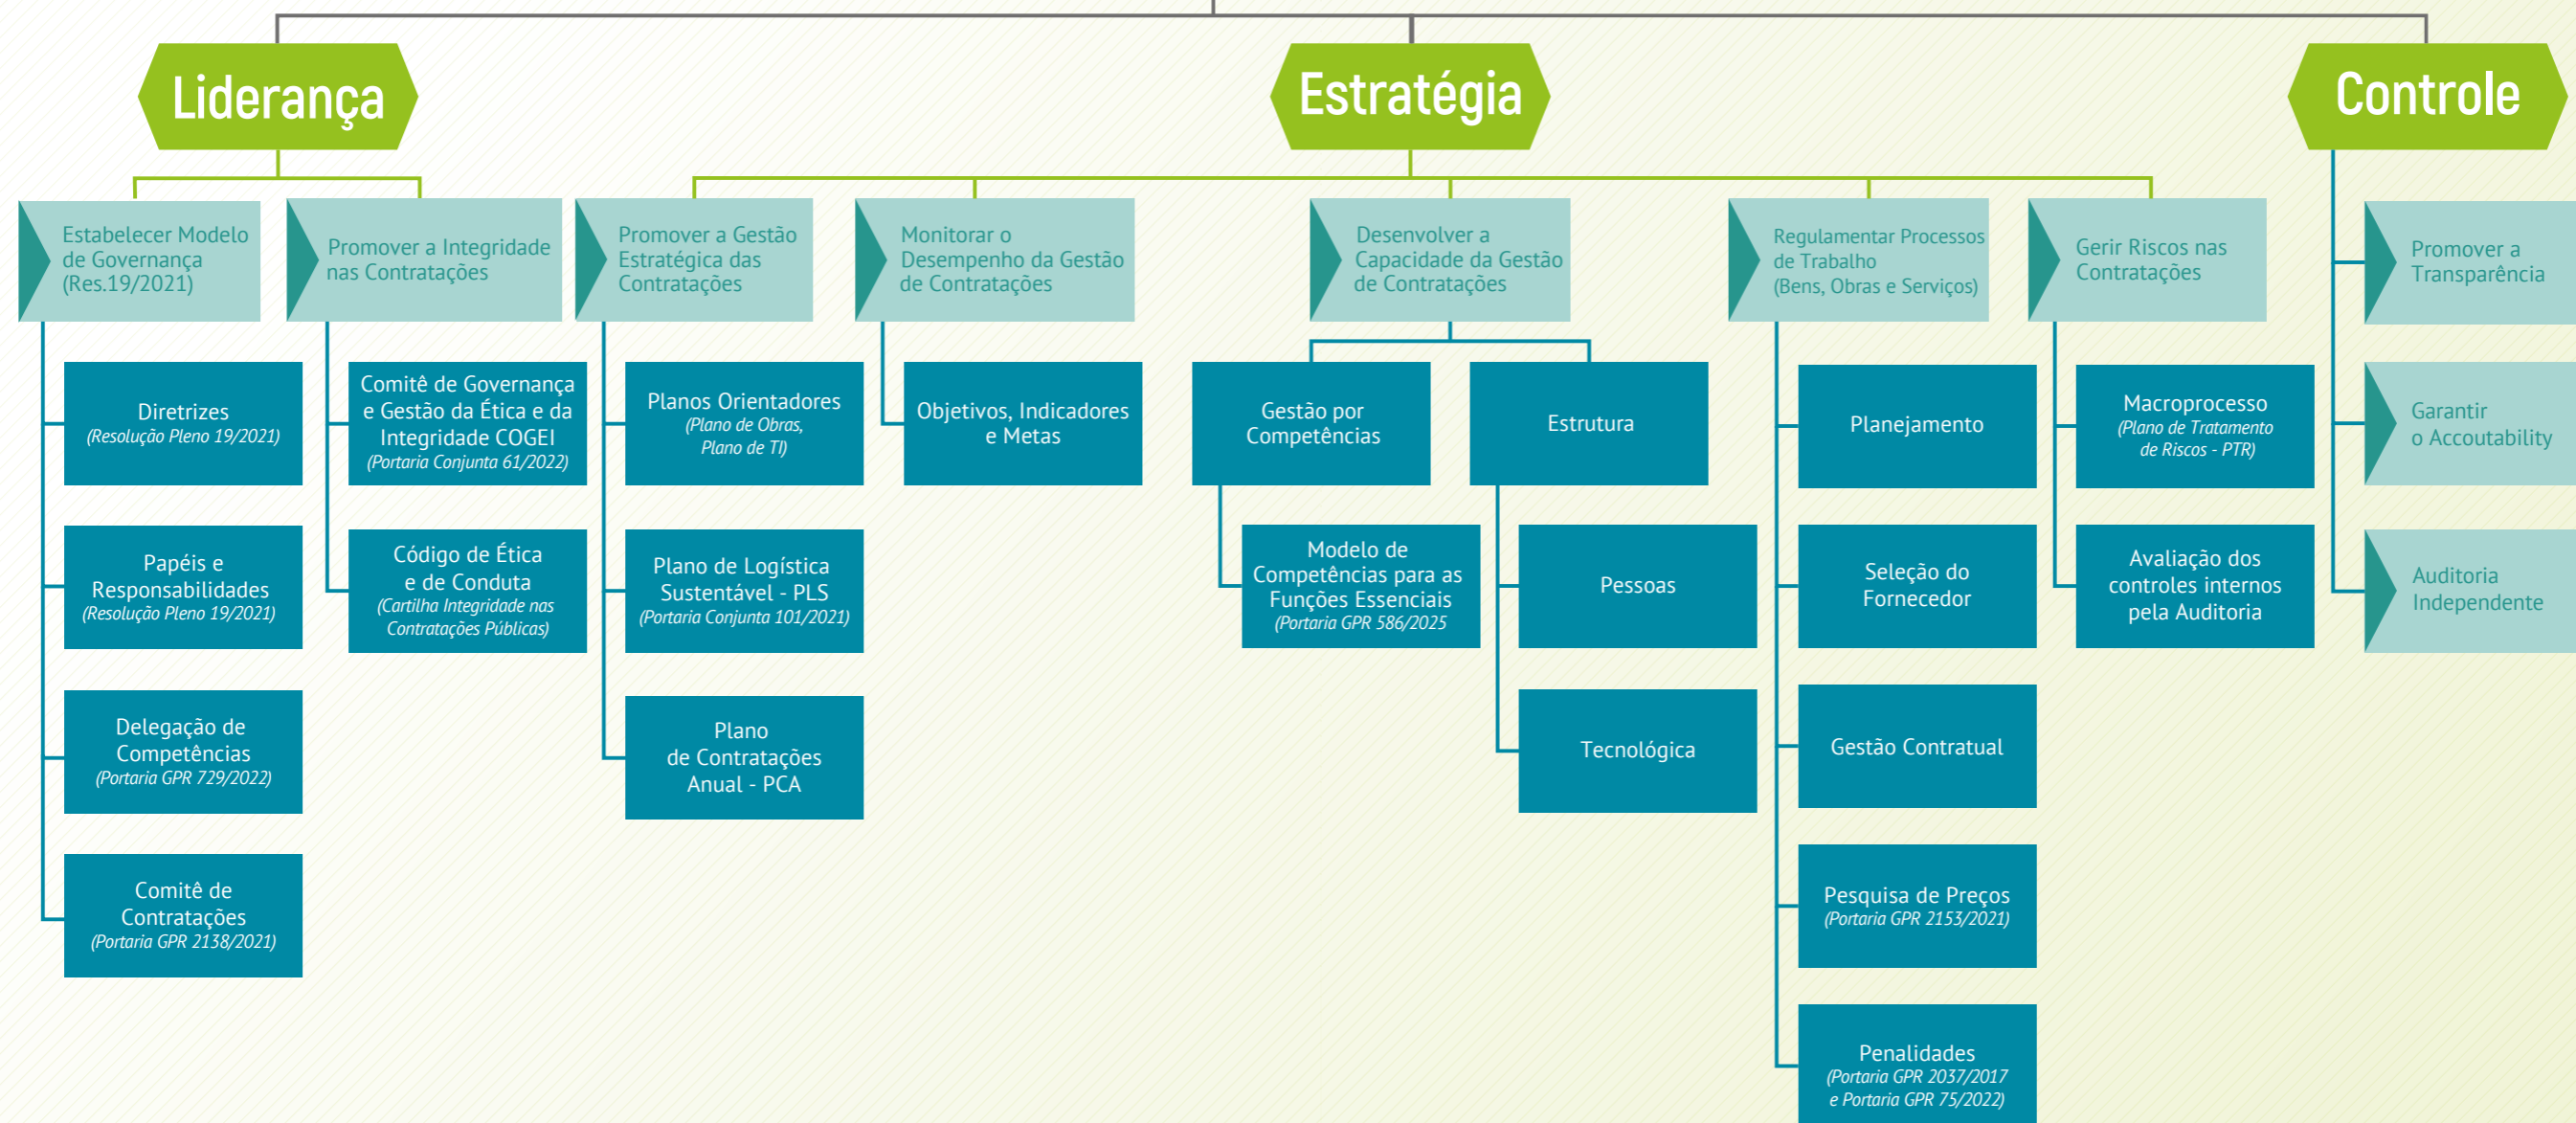 Liderança
Estratégia
Controle
Estabelecer Modelo
de Governança
(Res.19/2021)
Promover a Integridade
nas Contratações
Promover a Gestão
Estratégica das
Contratações
Monitorar o
Desempenho da Gestão
de Contratações
Desenvolver a
Capacidade da Gestão
de Contratações
Regulamentar Processos
de Trabalho
(Bens, Obras e Serviços)
Gerir Riscos nas
Contratações
Promover a
Transparência
Diretrizes
(Resolução Pleno 19/2021)
Comitê de Governança
e Gestão da Ética e da
Integridade COGEI
(Portaria Conjunta 61/2022)
Planos Orientadores
(Plano de Obras,
Plano de TI)
Objetivos, Indicadores
e Metas
Gestão por
Competências
Estrutura
Planejamento
Macroprocesso
(Plano de Tratamento
de Riscos - PTR)
Garantir
o Accoutability
Papéis e
Responsabilidades
(Resolução Pleno 19/2021)
Código de Ética
e de Conduta
(Cartilha Integridade nas
Contratações Públicas)
Plano de Logística
Sustentável - PLS
(Portaria Conjunta 101/2021)
Modelo de
Competências para as
Funções Essenciais
(Portaria GPR 586/2025
Pessoas
Seleção do
Fornecedor
Avaliação dos
controles internos
pela Auditoria
Auditoria
Independente
Delegação de
Competências
(Portaria GPR 729/2022)
Plano
de Contratações
Anual - PCA
Tecnológica
Gestão Contratual
Comitê de
Contratações
(Portaria GPR 2138/2021)
Pesquisa de Preços
(Portaria GPR 2153/2021)
Penalidades
(Portaria GPR 2037/2017
e Portaria GPR 75/2022)